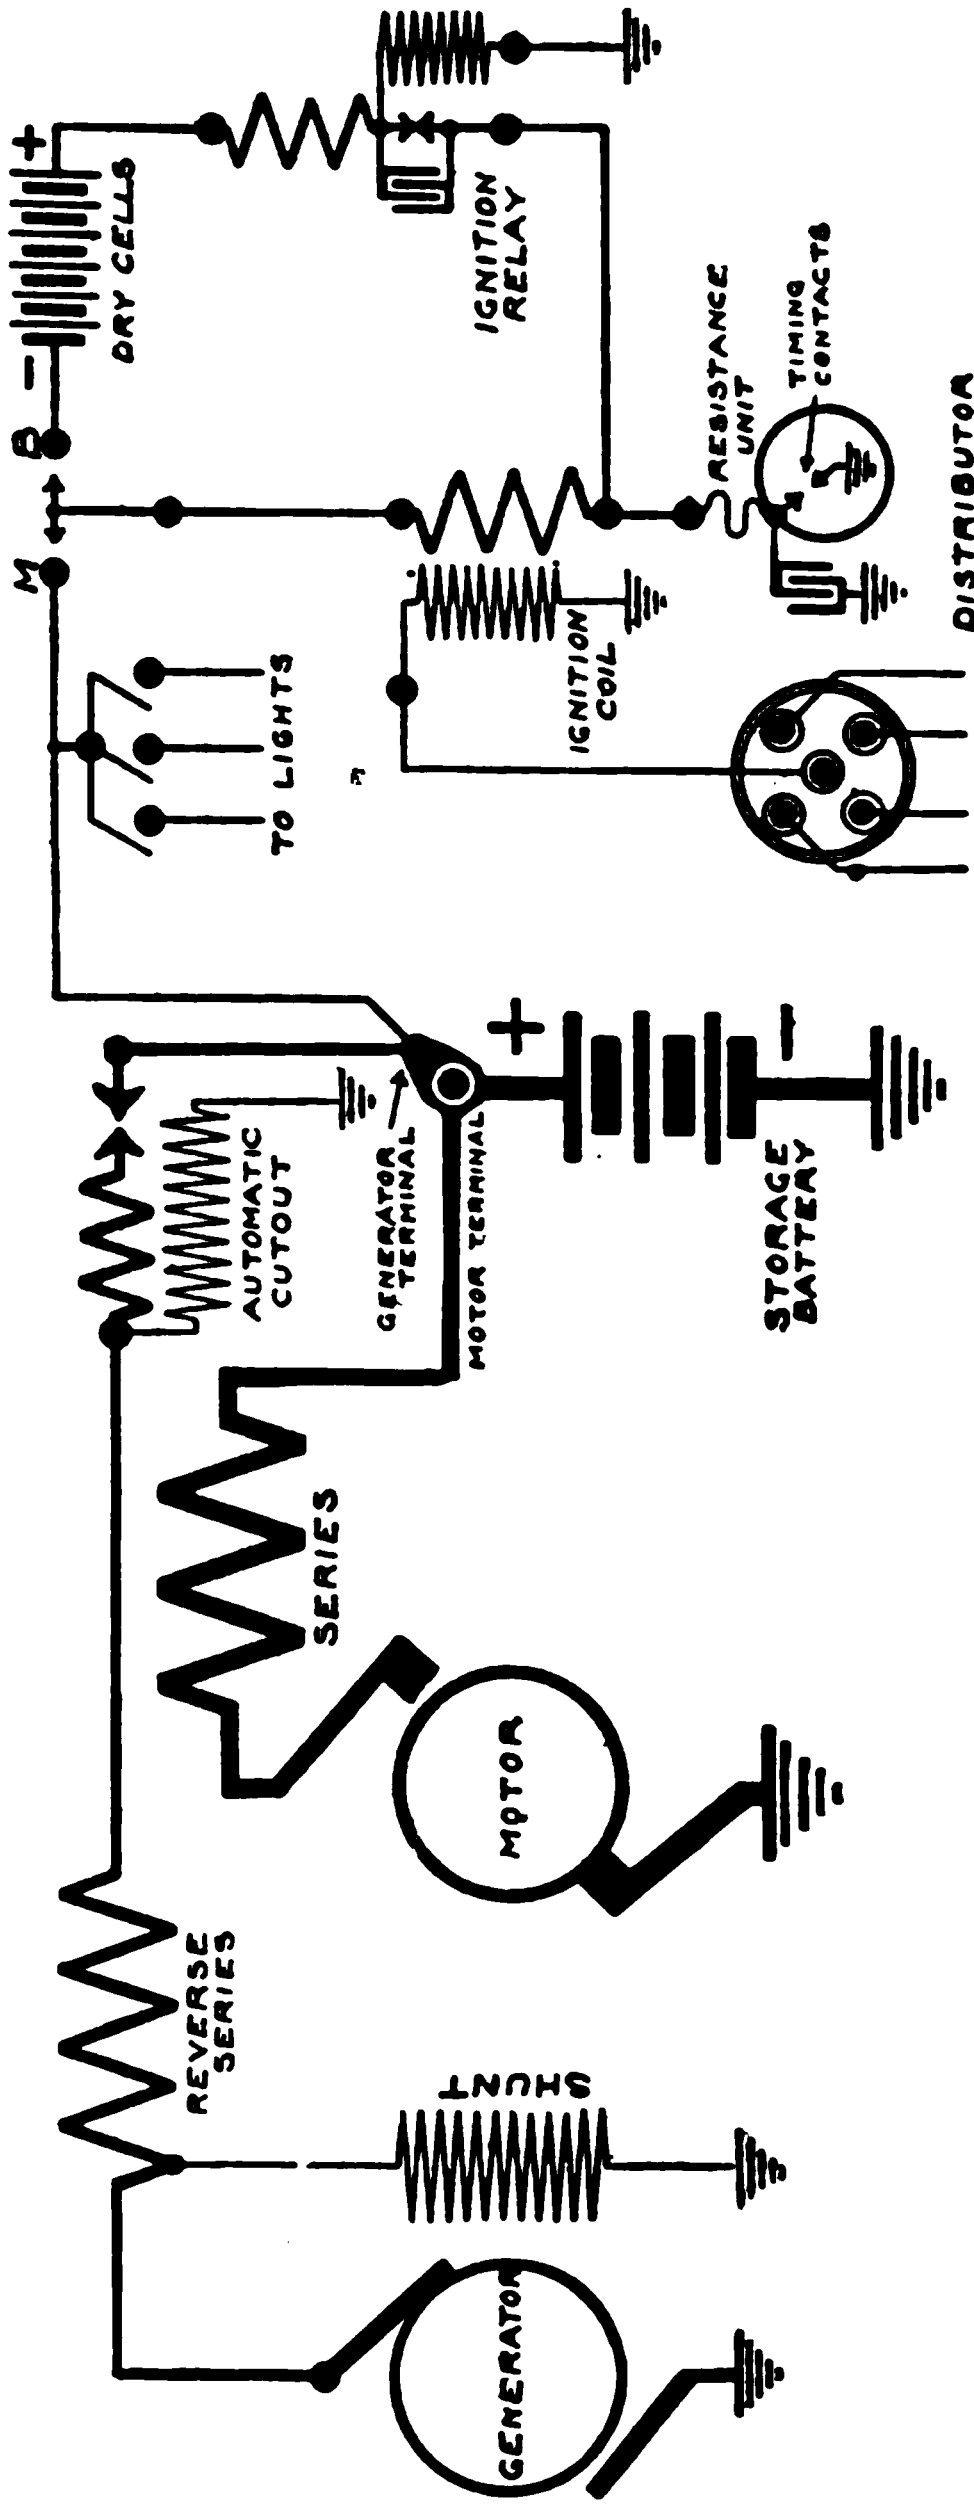 GENERATOR
SHUNT
REVERSE
SERIES
MOTOR
SERIES
AUTOMATIC
CUTOUT
GENERATOR
TERMINAL
MOTOR TERMINAL
+
-
STORAGE
BATTERY
TO LIGHTS
M
B
-
+
DRY CELLS
IGNITION
COIL
IGNITION
RELAY
RESISTANCE
UNIT
TIMING
CONTACTS
DISTRIBUTOR